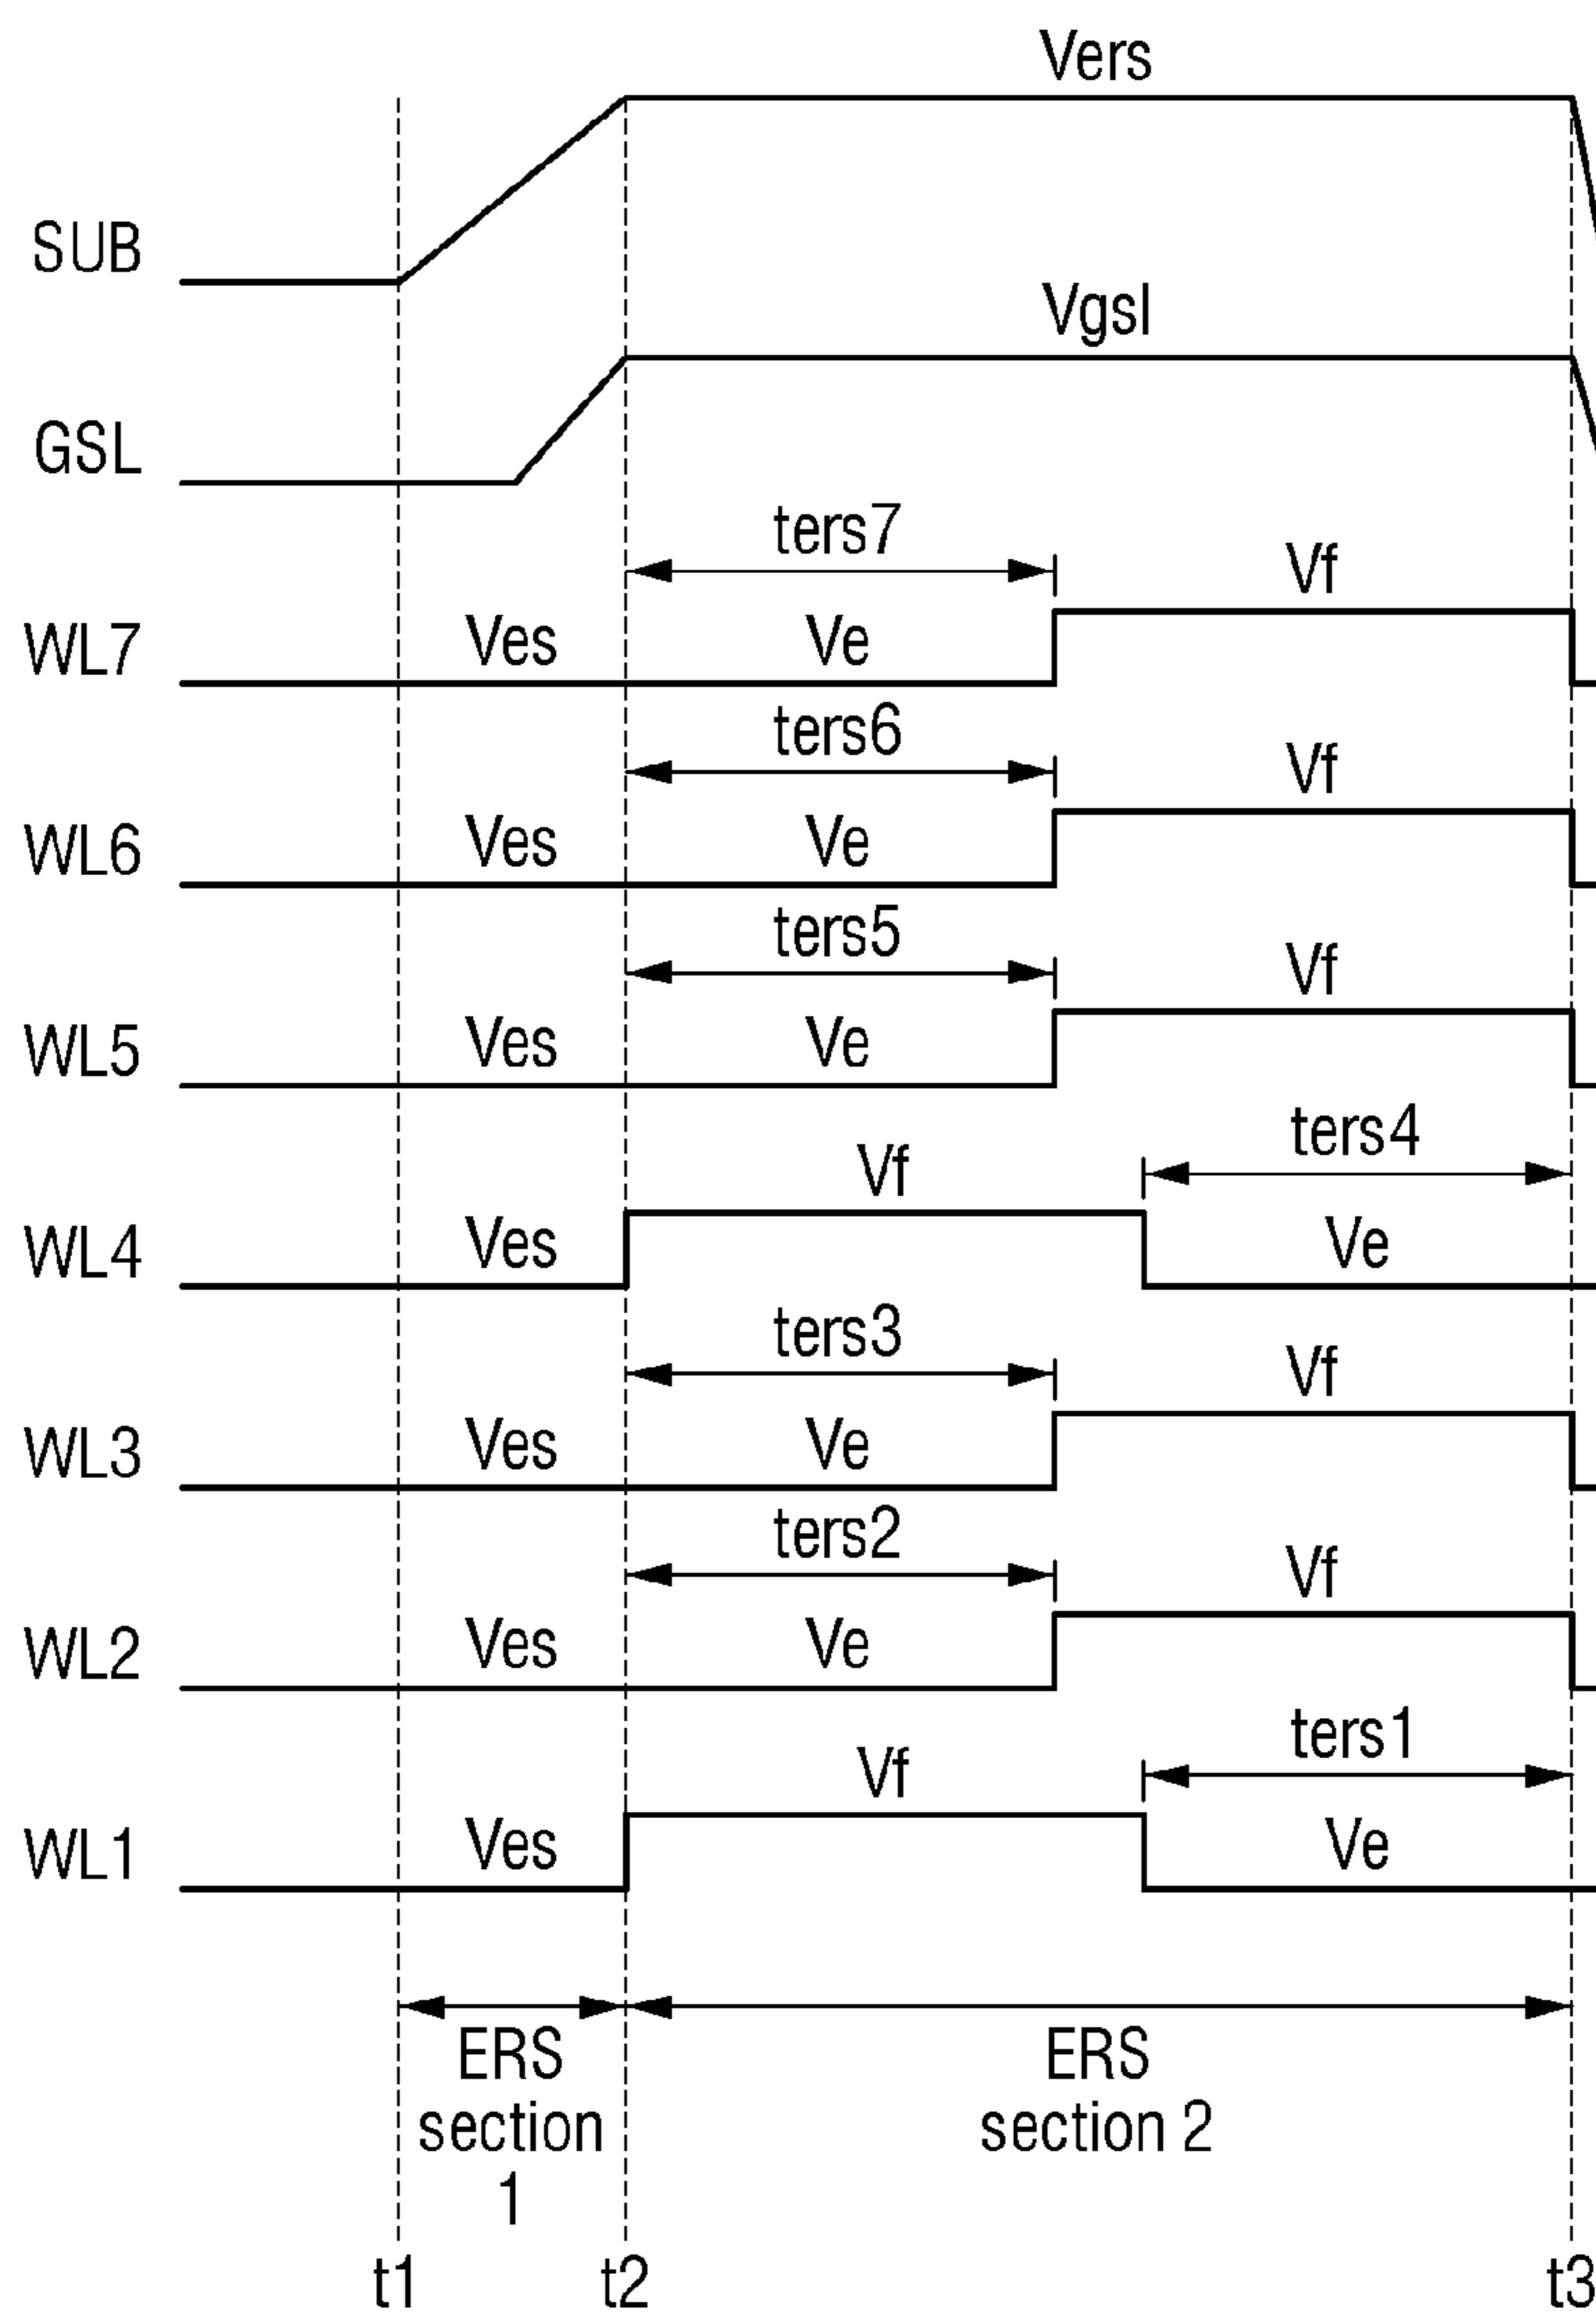 Vers
SUB
Vgsl
GSL
ters7
Vf
WL7 Ves Ve
ters6
Vf
WL6 Ves Ve
ters5
Vf
WL5 Ves Ve
ters4
Vf
WL4 Ves Ve
ters3
Vf
WL3 Ves Ve
ters2
Vf
WL2 Ves Ve
ters1
Vf
WL1 Ves Ve
ERS
section
1
ERS
section 2
t1 t2 t3